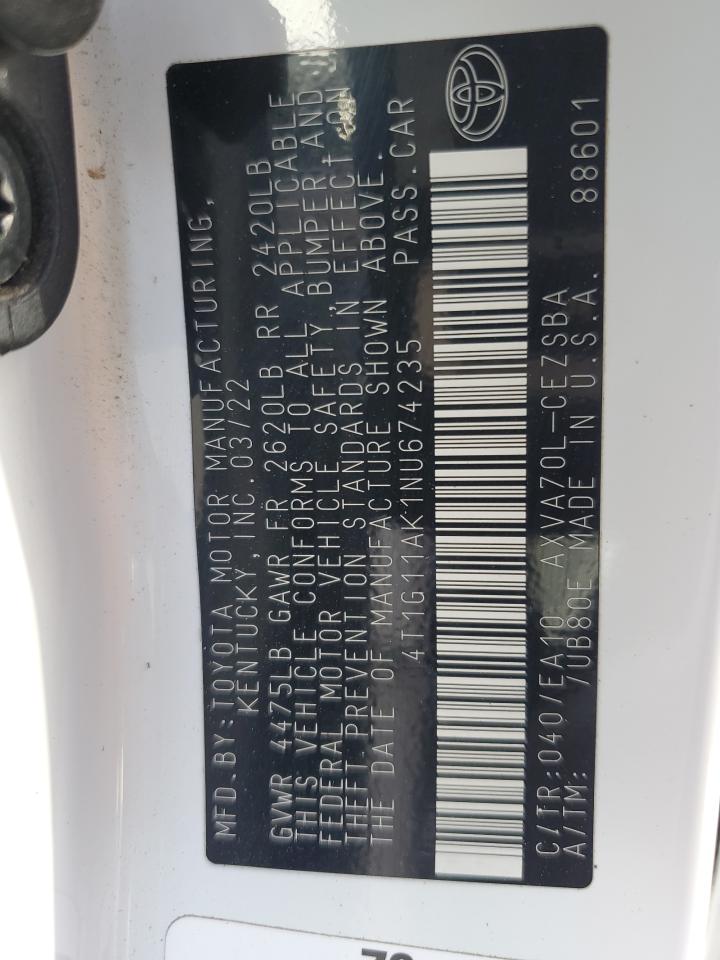 MFD.BY:TOYOTA MOTOR MANUFACTURING,
KENTUCKY,INC.03/22
GVWR 4475LB GAWR FR 2620LB RR 2420LB
THIS VEHICLE CONFORMS TO ALL APPLICABLE
FEDERAL MOTOR VEHICLE SAFETY,BUMPER,AND
THEFT PREVENTION STANDARDS IN EFFECT ON
THE DATE OF MANUFACTURE SHOWN ABOVE.
4T1G11AK1NU674235 PASS.CAR
C/TR:040/EA10 AXVA70L-CEZSBA
A/TM: 7UB80E MADE IN U.S.A. 88601